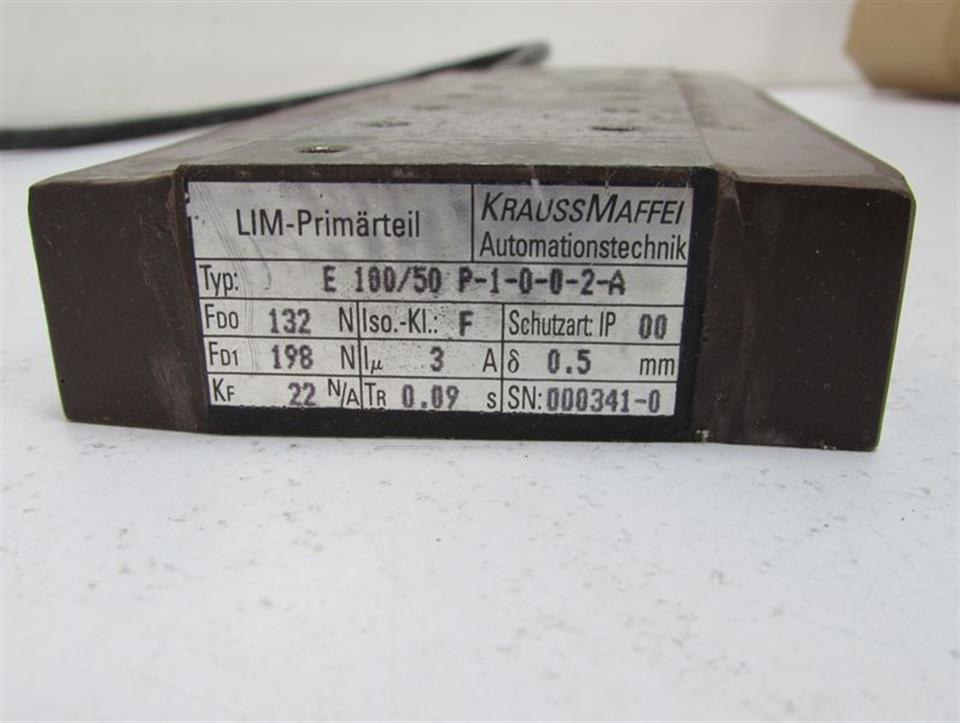 LIM-Primärteil
KRAUSSMAFFEI
Automationstechnik
Typ: E 100/50 P-1-0-0-2-A
FD0 132 N Iso.-Kl.: F Schutzart: IP 00
FD1 198 N Iμ 3 A δ 0.5 mm
KF 22 N/A TR 0.09 s SN: 000341-0